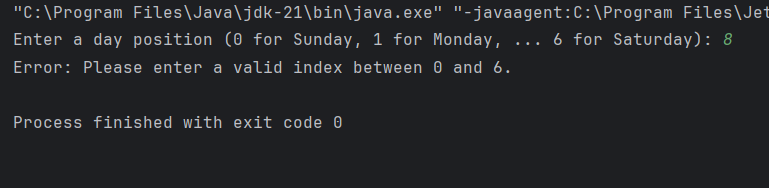 "C:\Program Files\Java\jdk-21\bin\java.exe" "-javaagent:C:\Program Files\Jet
Enter a day position (0 for Sunday, 1 for Monday, ... 6 for Saturday): 8
Error: Please enter a valid index between 0 and 6.
Process finished with exit code 0